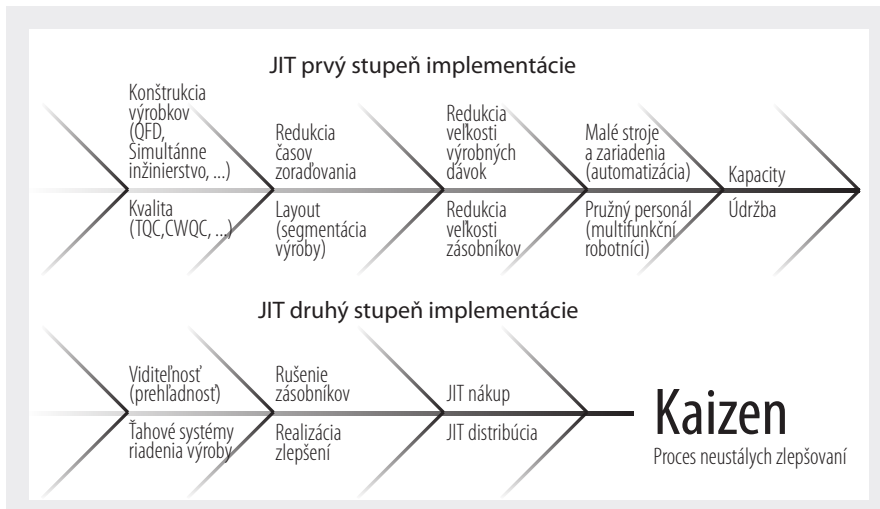 JIT prvý stupeň implementácie
Konštrukcia
výrobkov
(QFD,
Simultánne
inžinierstvo, ...)
Kvalita
(TQC,CWQC, ...)
Redukcia
časov
zoraďovania
Layout
(segmentácia
výroby)
Redukcia
veľkosti
výrobných
dávok
Redukcia
veľkosti
zásobníkov
Malé stroje
a zariadenia
(automatizácia)
Pružný personál
(multifunkční
robotníci)
Kapacity
Údržba
JIT druhý stupeň implementácie
Viditeľnosť
(prehľadnosť)
Ťahové systémy
riadenia výroby
Rušenie
zásobníkov
Realizácia
zlepšení
JIT nákup
JIT distribúcia
Kaizen
Proces neustálych zlepšovaní